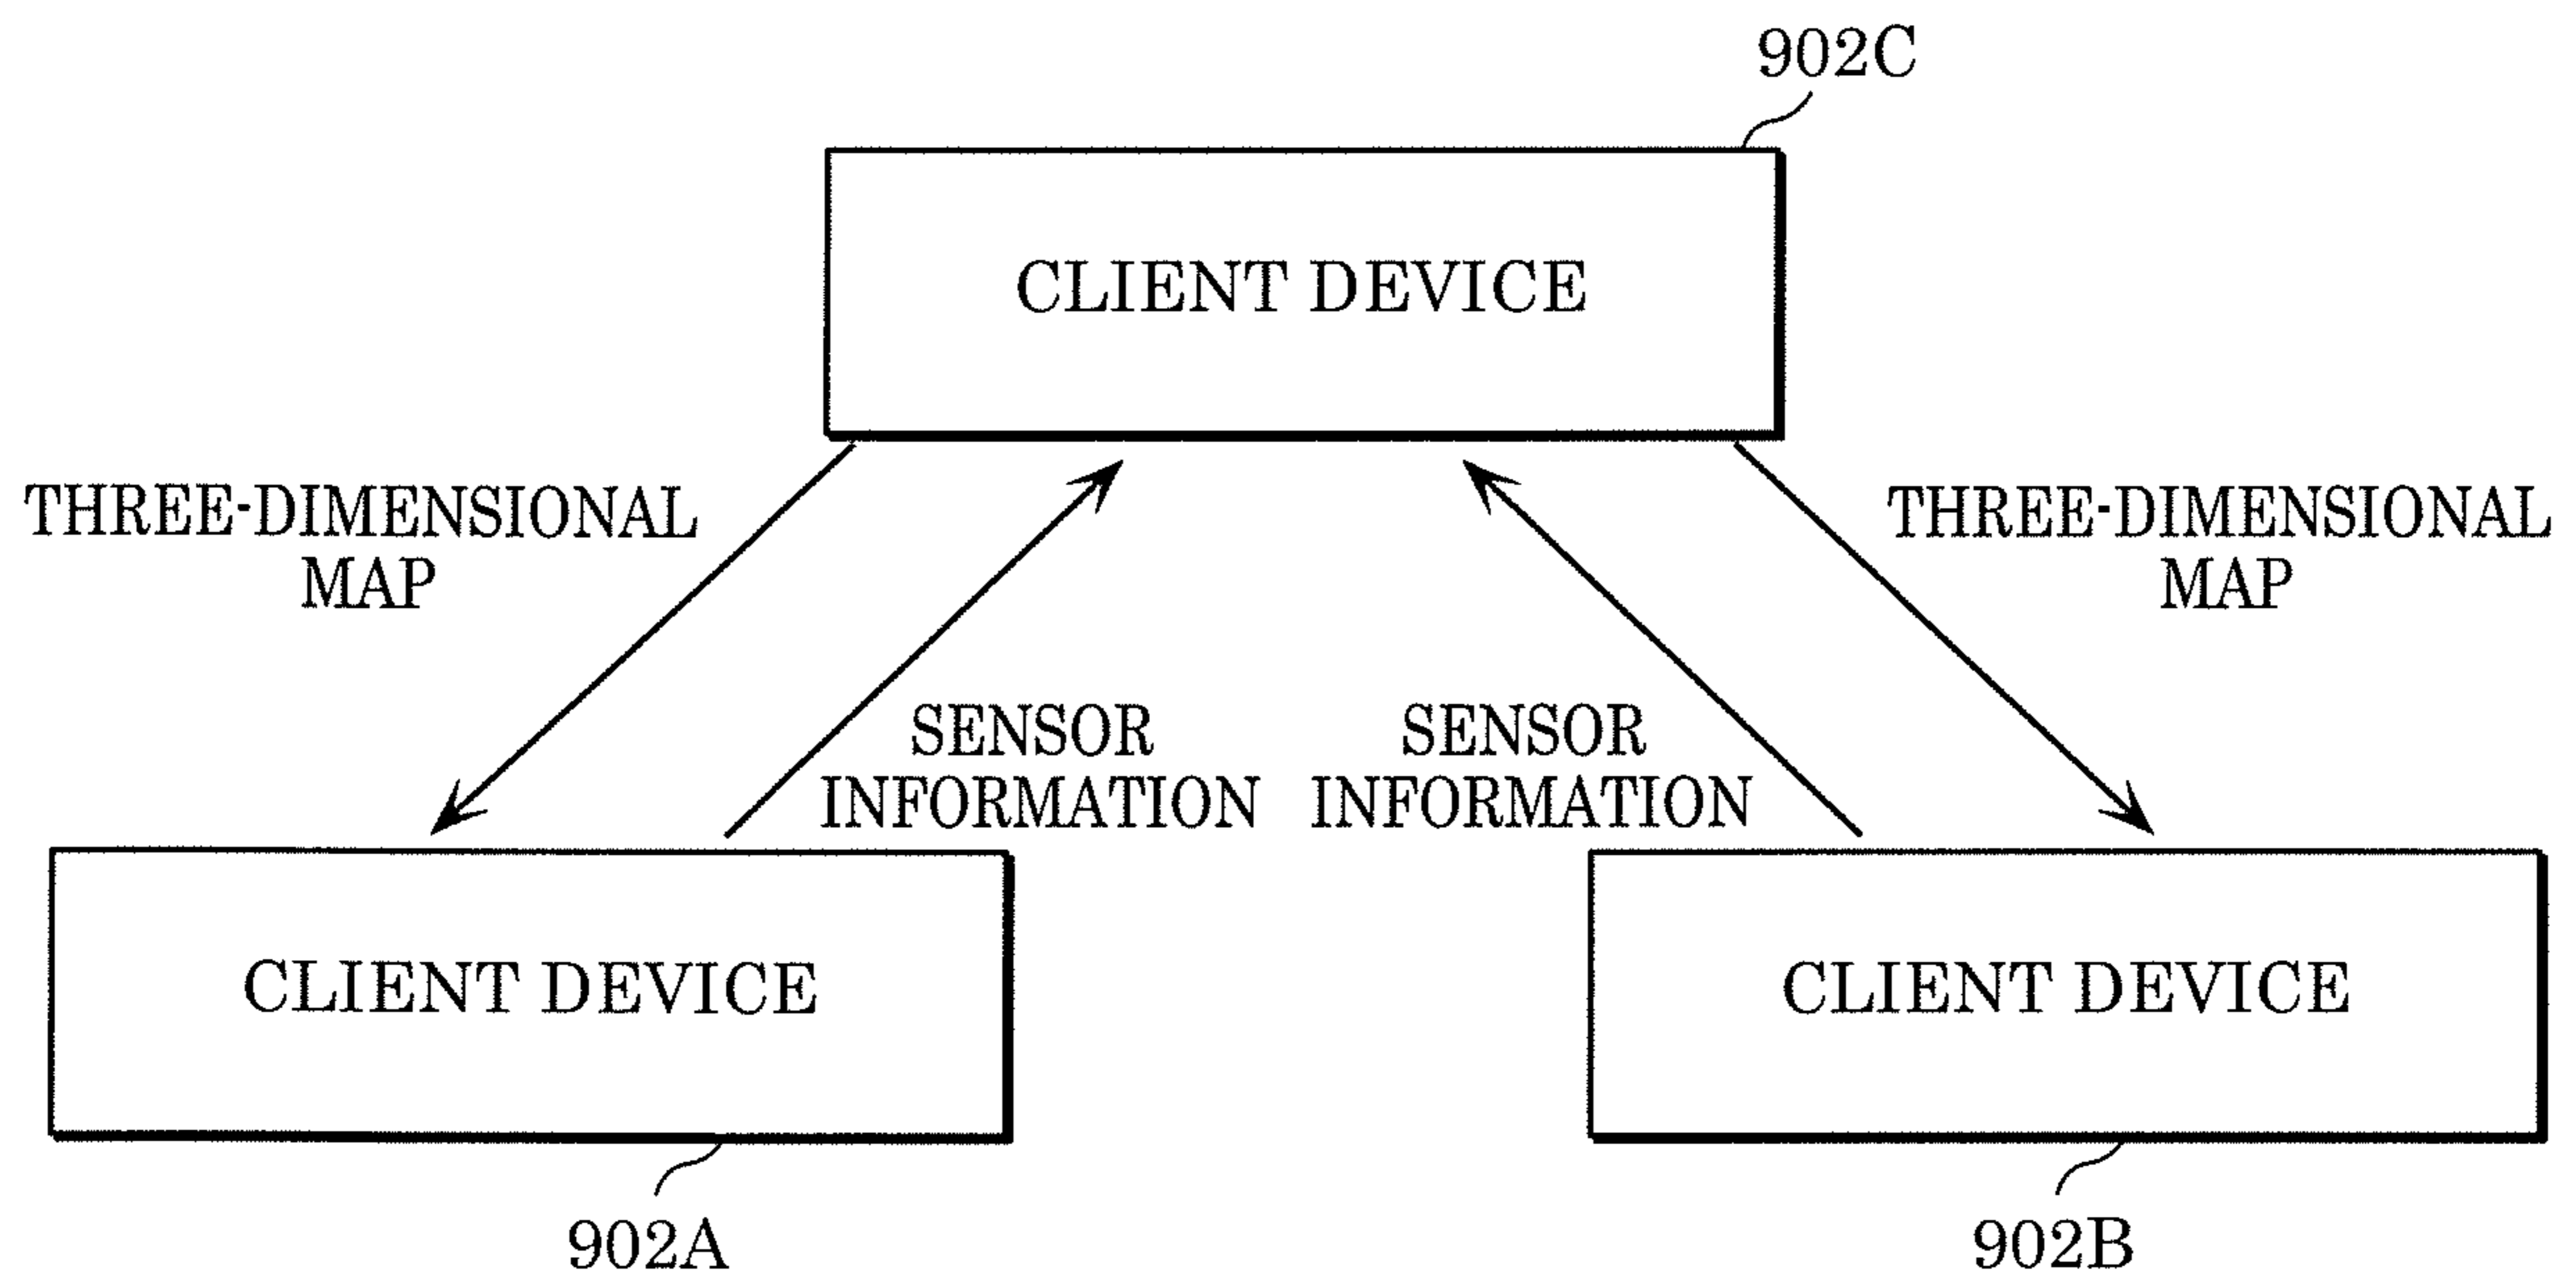 902C
CLIENT DEVICE
THREE-DIMENSIONAL
MAP
THREE-DIMENSIONAL
MAP
SENSOR
INFORMATION
SENSOR
INFORMATION
CLIENT DEVICE
CLIENT DEVICE
902A
902B